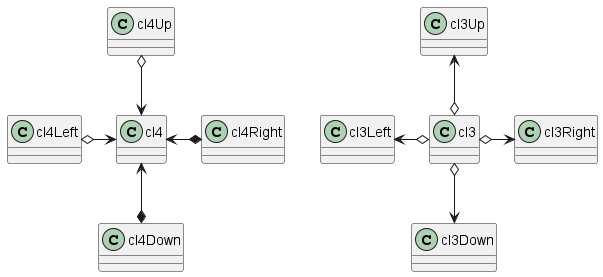 C cl4Up
C cl3Up
C cl4Left
C cl4
C cl4Right
C cl3Left
C cl3
C cl3Right
C cl4Down
C cl3Down